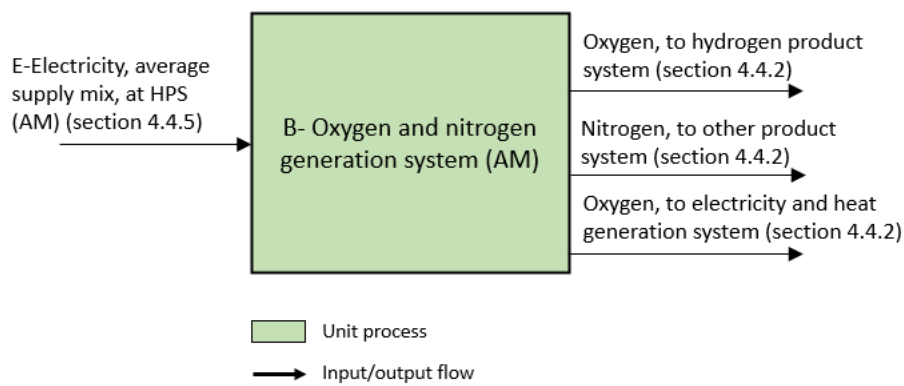 E-Electricity, average
supply mix, at HPS
(AM) (section 4.4.5)
B- Oxygen and nitrogen
generation system (AM)
Oxygen, to hydrogen product
system (section 4.4.2)
Nitrogen, to other product
system (section 4.4.2)
Oxygen, to electricity and heat
generation system (section 4.4.2)
Unit process
Input/output flow